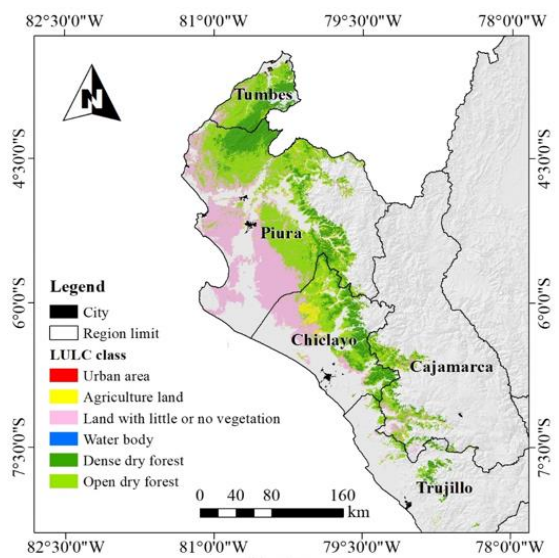 82°30'0"W 81°0'0"W 79°30'0"W 78°0'0"W
N
Tumbes
4°30'0"S
4°30'0"S
Piura
Legend
City
Region limit
LULC class
Urban area
Agriculture land
Land with little or no vegetation
Water body
Dense dry forest
Open dry forest
6°0'0"S
6°0'0"S
Chiclayo
Cajamarca
7°30'0"S
7°30'0"S
Trujillo
0 40 80 160
km
82°30'0"W 81°0'0"W 79°30'0"W 78°0'0"W